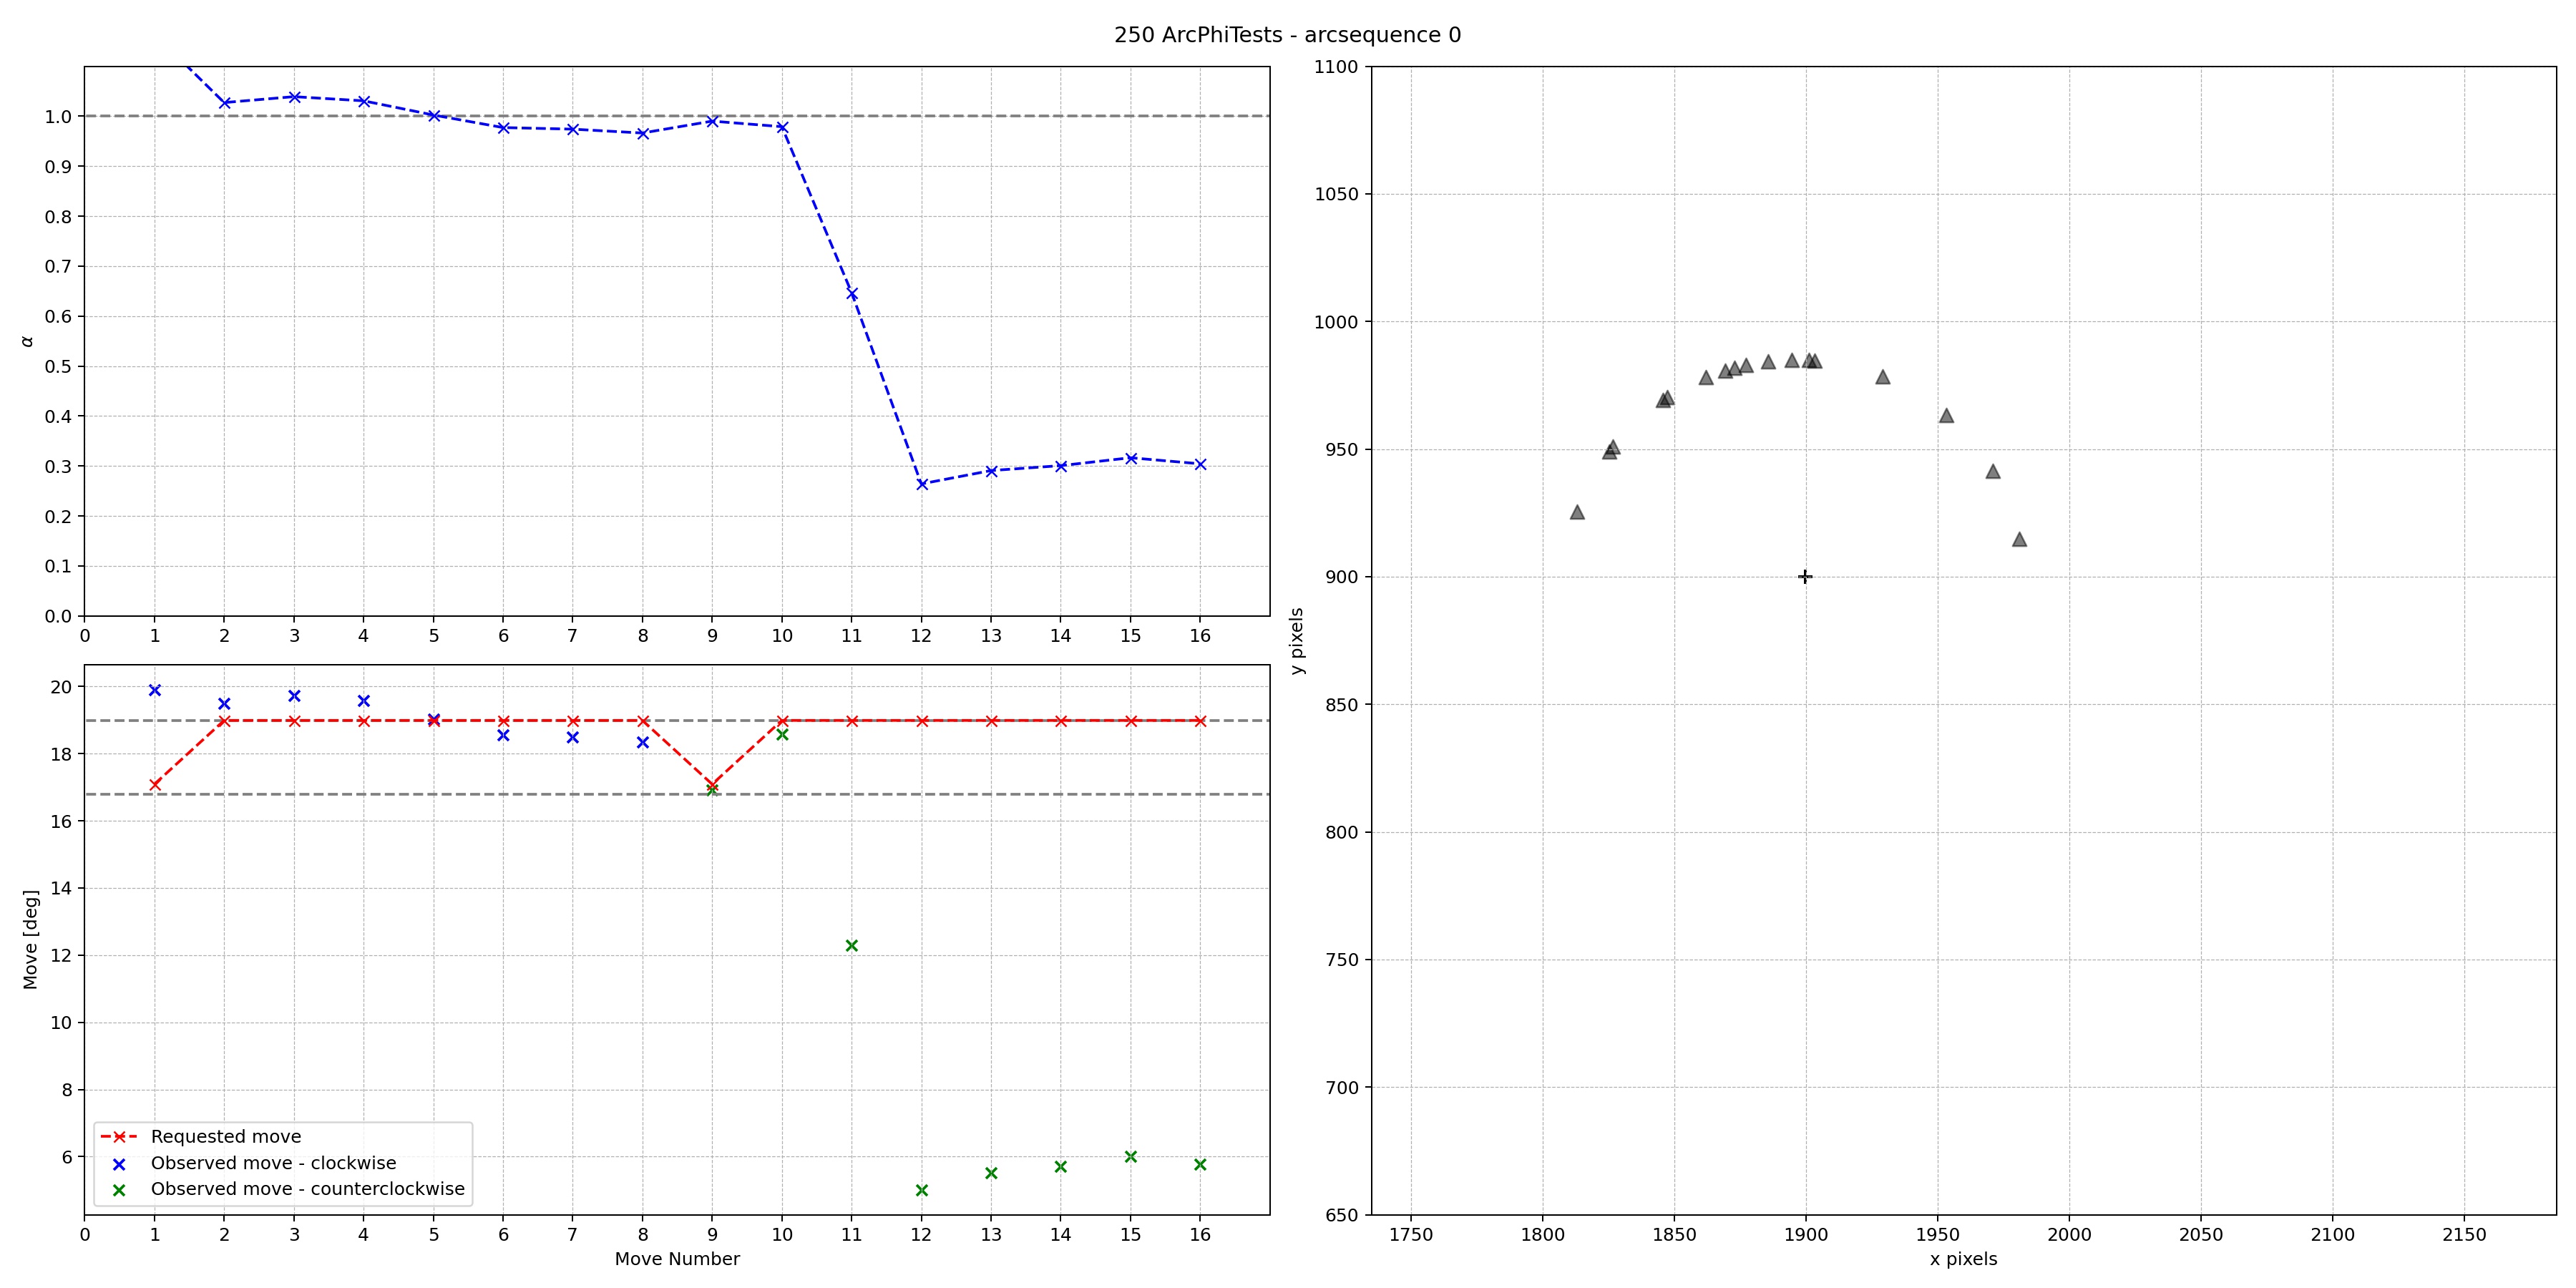 250 ArcPhiTests - arcsequence 0
1.0
0.9
0.8
0.7
0.6
0.5
0.4
0.3
0.2
0.1
0.0
α
0 1 2 3 4 5 6 7 8 9 10 11 12 13 14 15 16
20
18
16
14
12
10
8
6
Move [deg]
Requested move
Observed move - clockwise
Observed move - counterclockwise
0 1 2 3 4 5 6 7 8 9 10 11 12 13 14 15 16
Move Number
1100
1050
1000
950
900
850
800
750
700
650
y pixels
1750 1800 1850 1900 1950 2000 2050 2100 2150
x pixels